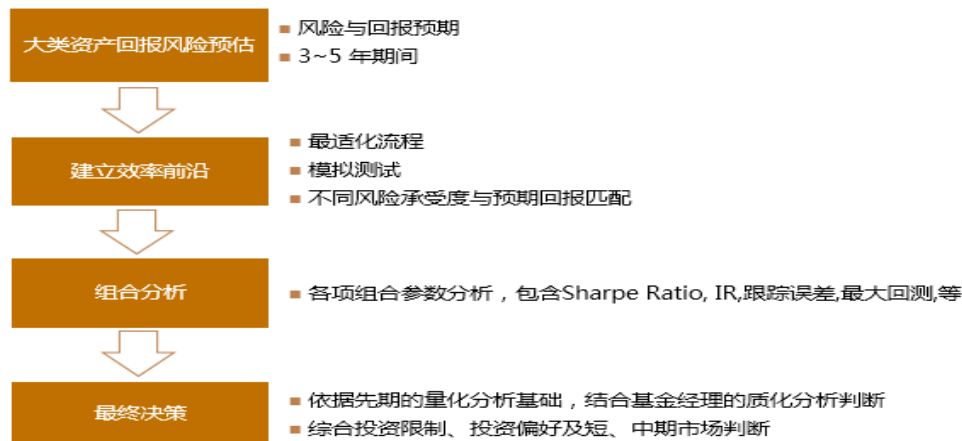 大类资产回报风险预估
■ 风险与回报预期
■ 3~5 年期间
建立效率前沿
■ 最适化流程
■ 模拟测试
■ 不同风险承受度与预期回报匹配
组合分析
■ 各项组合参数分析，包含Sharpe Ratio, IR,跟踪误差,最大回测,等
最终决策
■ 依据先期的量化分析基础，结合基金经理的质化分析判断
■ 综合投资限制、投资偏好及短、中期市场判断